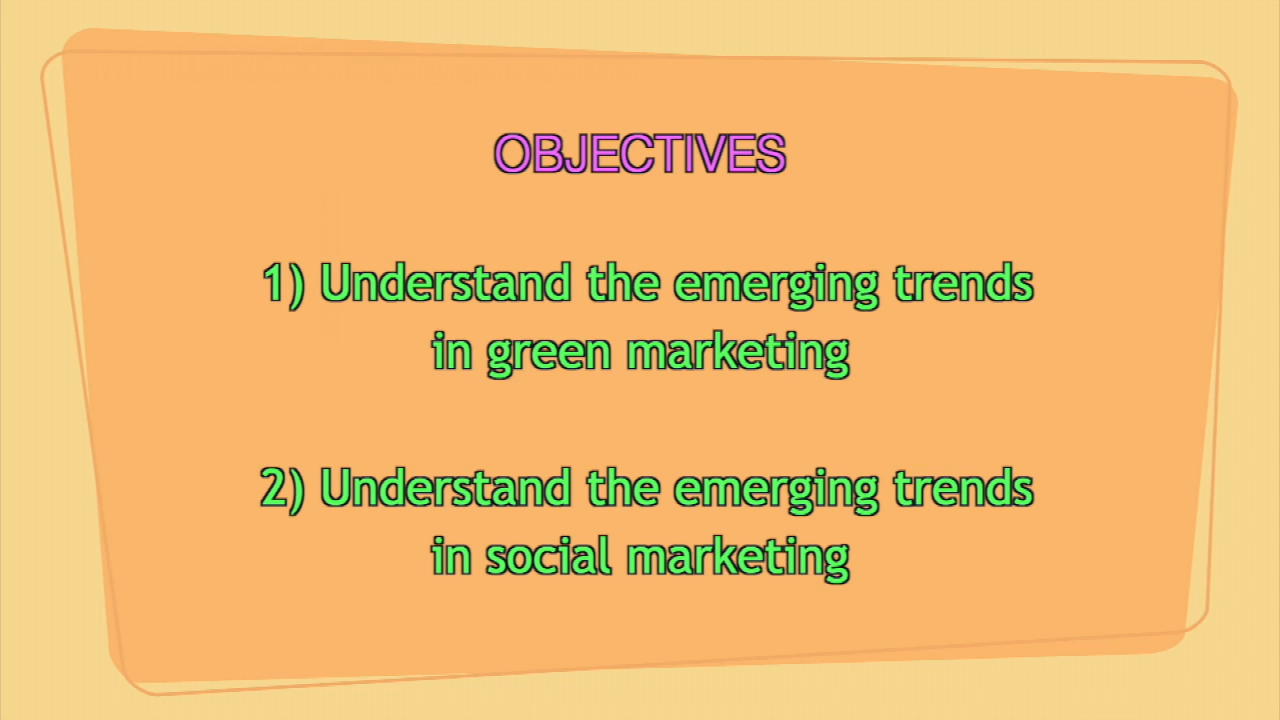 OBJECTIVES
1) Understand the emerging trends
in green marketing
2) Understand the emerging trends
in social marketing